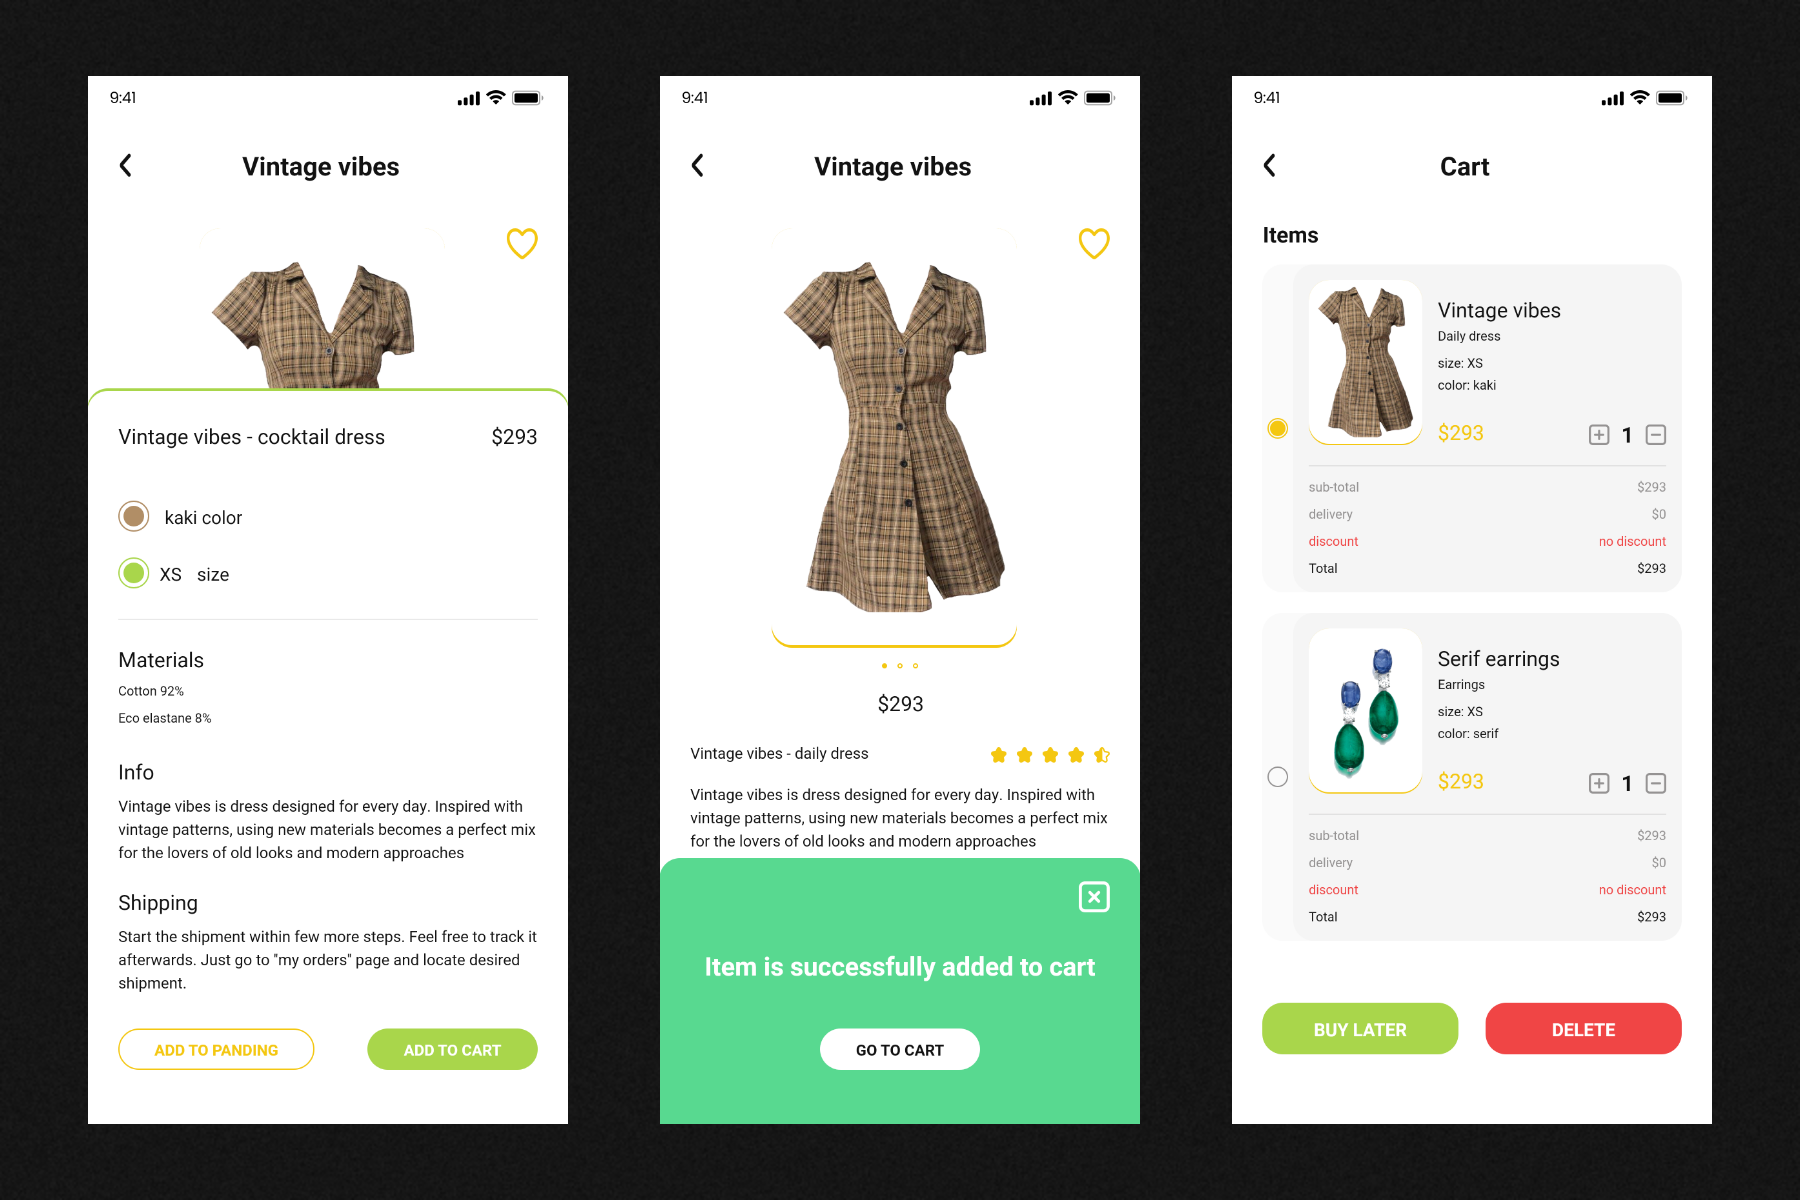 9:41
Vintage vibes
Vintage vibes - cocktail dress $293
kaki color
XS size
Materials
Cotton 92%
Eco elastane 8%
Info
Vintage vibes is dress designed for every day. Inspired with
vintage patterns, using new materials becomes a perfect mix
for the lovers of old looks and modern approaches
Shipping
Start the shipment within few more steps. Feel free to track it
afterwards. Just go to "my orders" page and locate desired
shipment.
ADD TO PANDING ADD TO CART
9:41
Vintage vibes
$293
Vintage vibes - daily dress
Vintage vibes is dress designed for every day. Inspired with
vintage patterns, using new materials becomes a perfect mix
for the lovers of old looks and modern approaches
Item is successfully added to cart
GO TO CART
9:41
Cart
Items
Vintage vibes
Daily dress
size: XS
color: kaki
$293 1
sub-total $293
delivery $0
discount no discount
Total $293
Serif earrings
Earrings
size: XS
color: serif
$293 1
sub-total $293
delivery $0
discount no discount
Total $293
BUY LATER DELETE